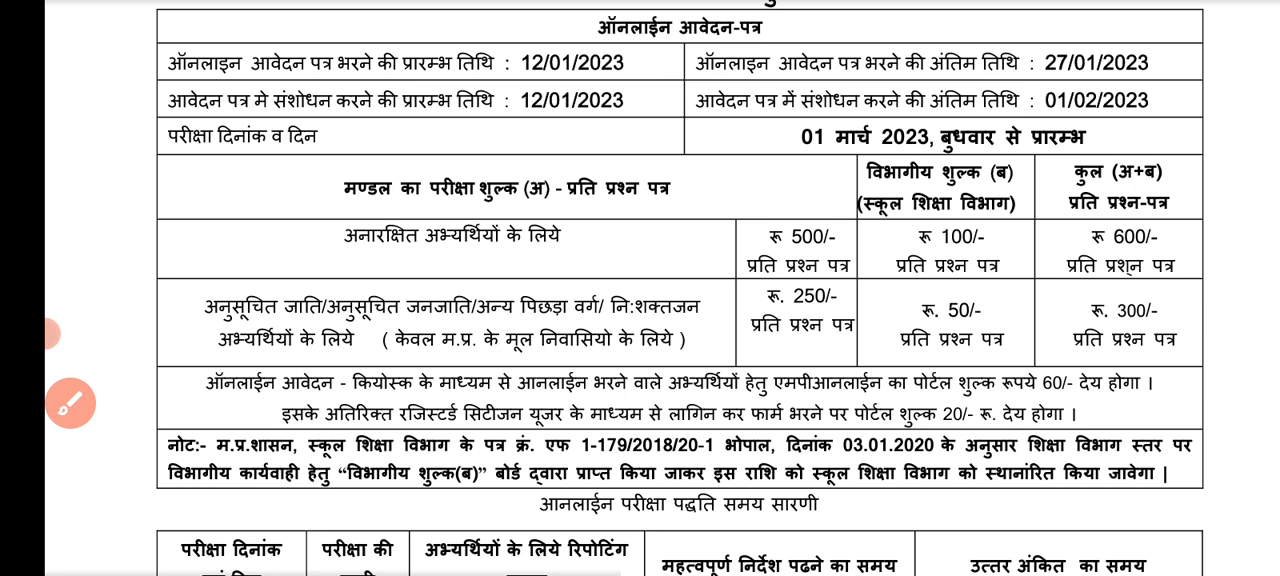 ऑनलाईन आवेदन-पत्र
ऑनलाइन आवेदन पत्र भरने की प्रारम्भ तिथि : 12/01/2023
ऑनलाईन आवेदन पत्र भरने की अंतिम तिथि : 27/01/2023
आवेदन पत्र मे संशोधन करने की प्रारम्भ तिथि : 12/01/2023
आवेदन पत्र में संशोधन करने की अंतिम तिथि : 01/02/2023
परीक्षा दिनांक व दिन
01 मार्च 2023, बुधवार से प्रारम्भ
मण्डल का परीक्षा शुल्क (अ) - प्रति प्रश्न पत्र
विभागीय शुल्क (ब)
(स्कूल शिक्षा विभाग)
कुल (अ+ब)
प्रति प्रश्न-पत्र
अनारक्षित अभ्यर्थियों के लिये
रू 500/-
प्रति प्रश्न पत्र
रू 100/-
प्रति प्रश्न पत्र
रू 600/-
प्रति प्रश्न पत्र
अनुसूचित जाति/अनुसूचित जनजाति/अन्य पिछड़ा वर्ग/ नि:शक्तजन
अभ्यर्थियों के लिये ( केवल म.प्र. के मूल निवासियो के लिये )
रू. 250/-
प्रति प्रश्न पत्र
रू. 50/-
प्रति प्रश्न पत्र
रू. 300/-
प्रति प्रश्न पत्र
ऑनलाईन आवेदन - कियोस्क के माध्यम से आनलाईन भरने वाले अभ्यर्थियों हेतु एमपीआनलाईन का पोर्टल शुल्क रूपये 60/- देय होगा ।
इसके अतिरिक्त रजिस्टर्ड सिटीजन यूजर के माध्यम से लागिन कर फार्म भरने पर पोर्टल शुल्क 20/- रू. देय होगा ।
नोट:- म.प्र.शासन, स्कूल शिक्षा विभाग के पत्र क्रं. एफ 1-179/2018/20-1 भोपाल, दिनांक 03.01.2020 के अनुसार शिक्षा विभाग स्तर पर
विभागीय कार्यवाही हेतु “विभागीय शुल्क(ब)” बोर्ड द्वारा प्राप्त किया जाकर इस राशि को स्कूल शिक्षा विभाग को स्थानांरित किया जावेगा |
आनलाईन परीक्षा पद्धति समय सारणी
परीक्षा दिनांक
परीक्षा की
अभ्यर्थियों के लिये रिपोटिंग
महत्वपूर्ण निर्देश पढने का समय
उत्तर अंकित का समय